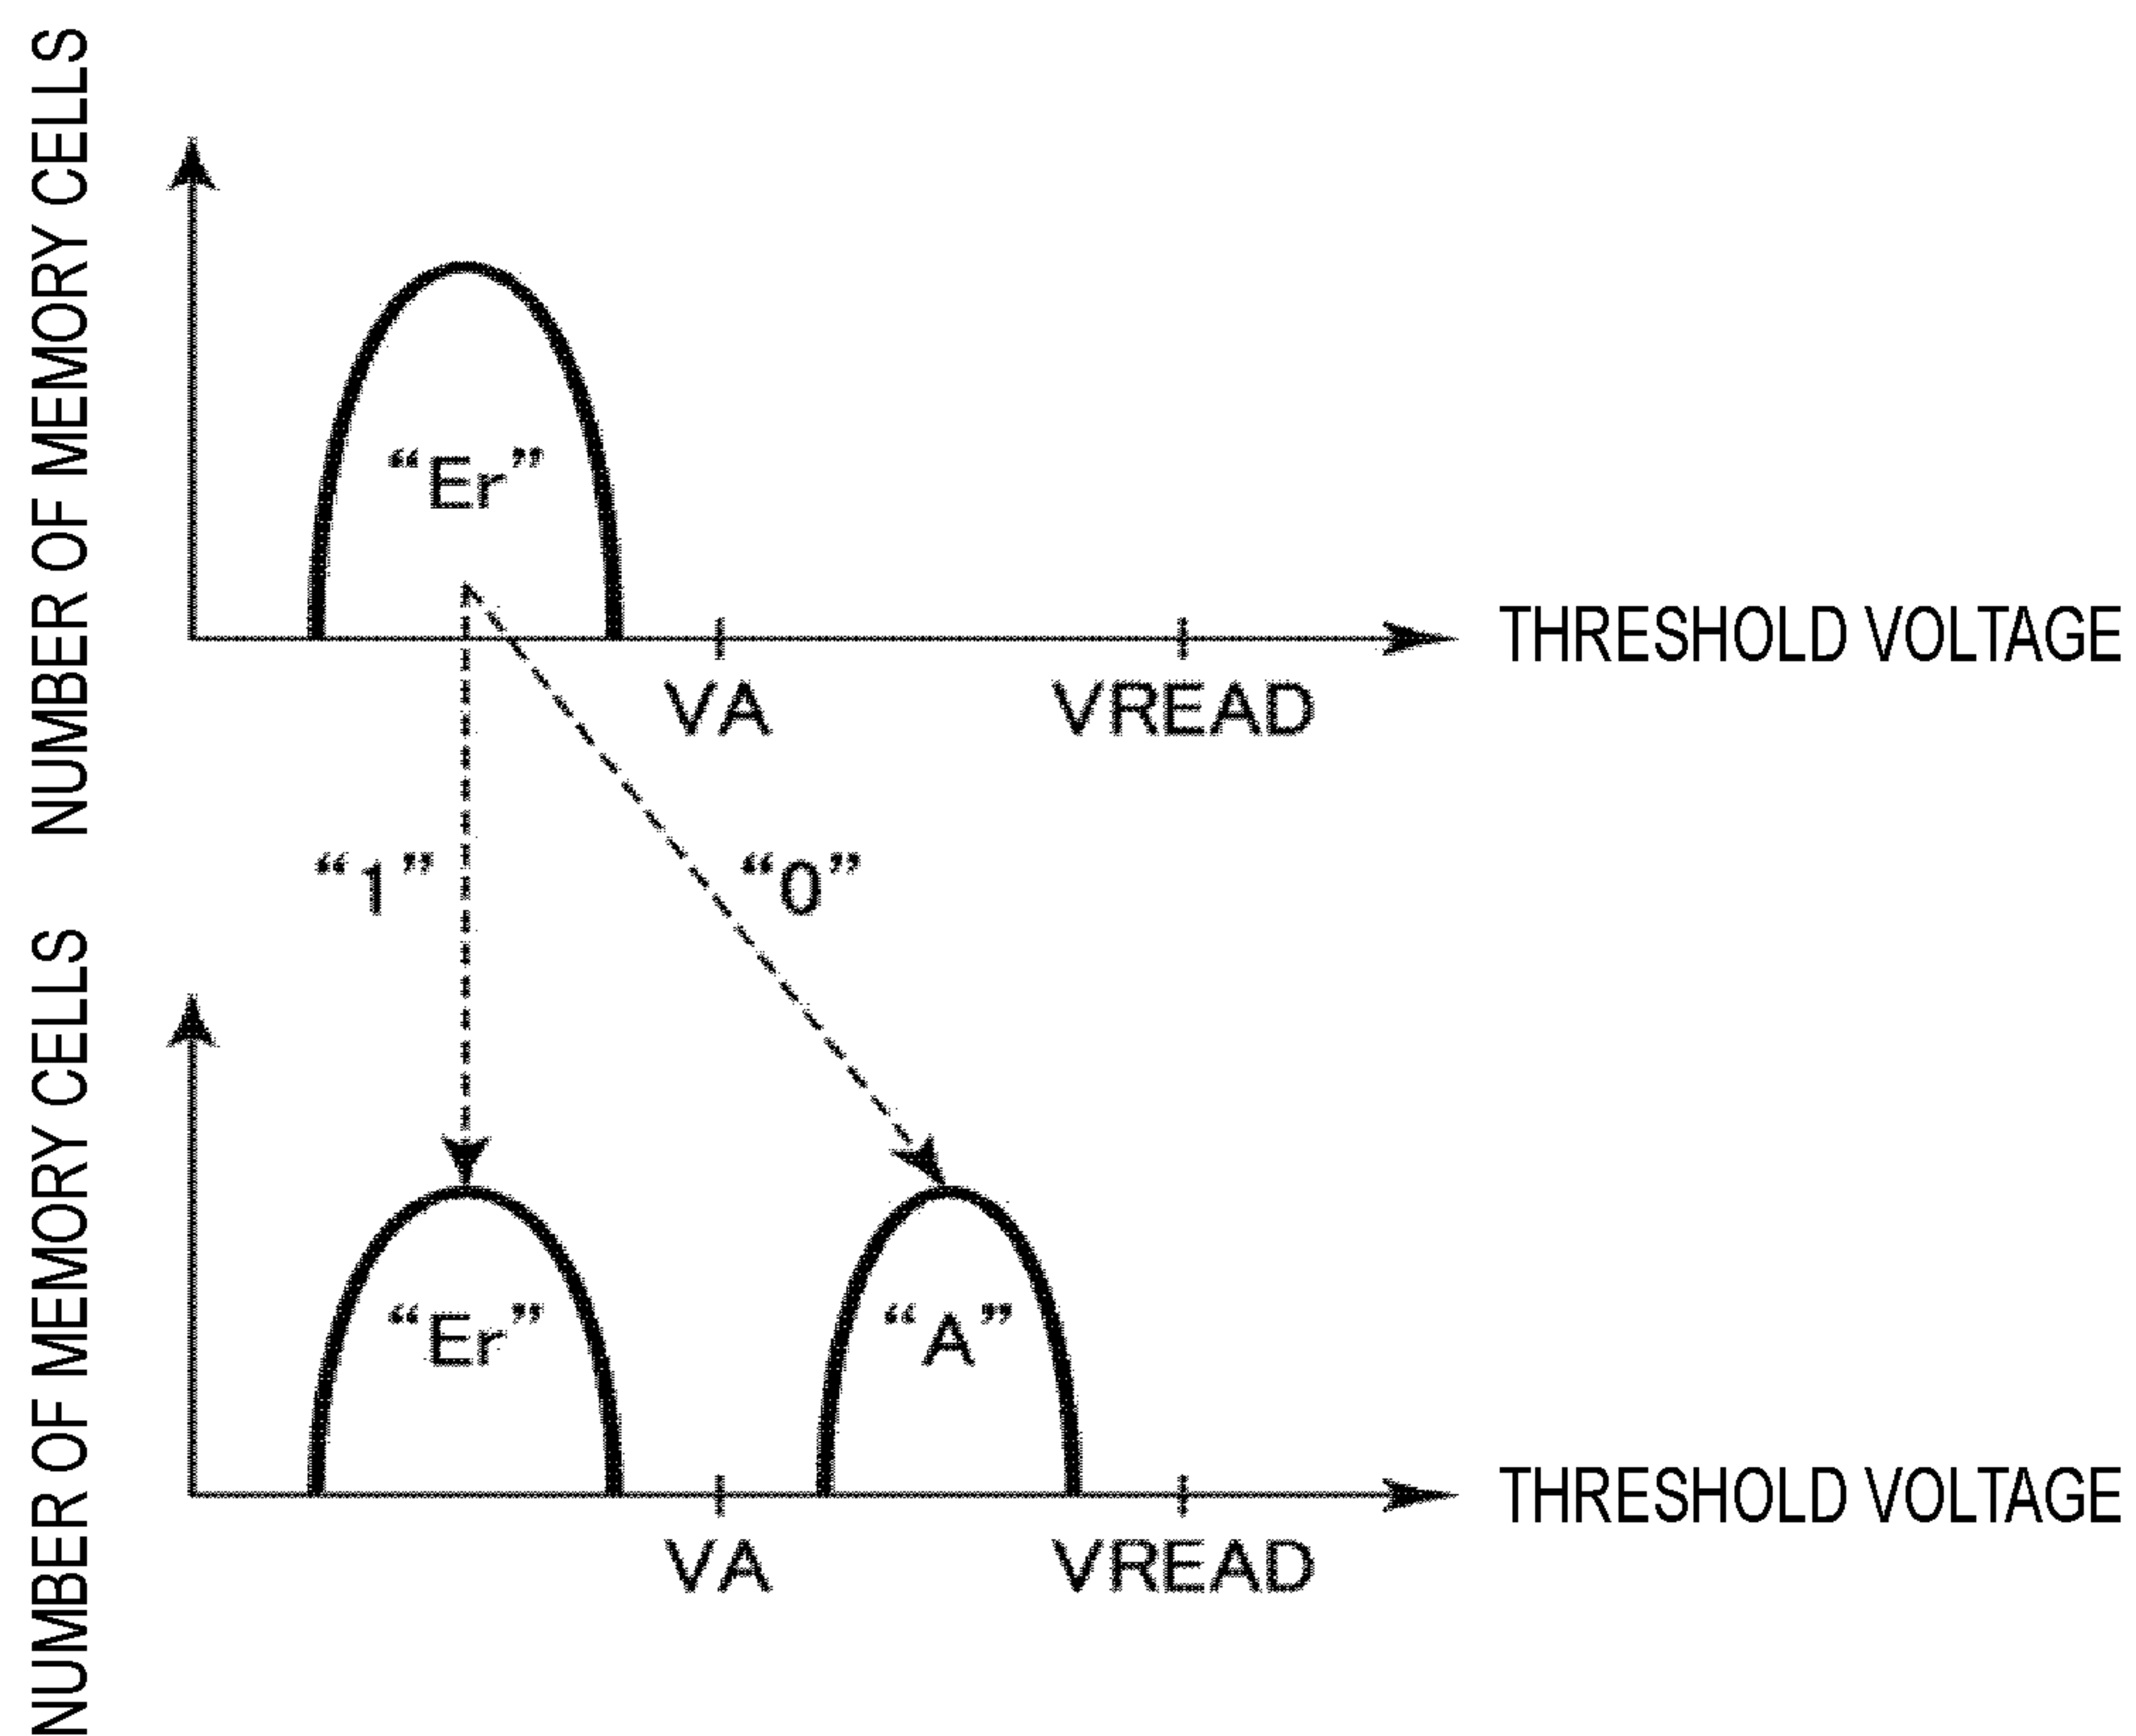 NUMBER OF MEMORY CELLS
“Er”
THRESHOLD VOLTAGE
VA
VREAD
“1”
“0”
NUMBER OF MEMORY CELLS
“Er”
“A”
THRESHOLD VOLTAGE
VA
VREAD